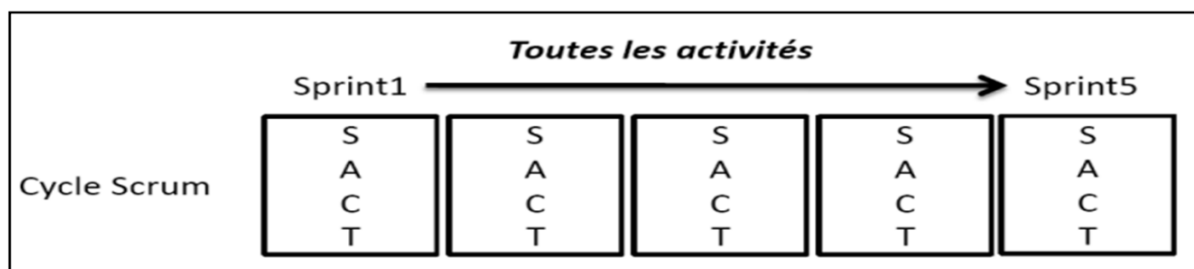 Toutes les activités
Sprint1 Sprint5
S S S S S
A A A A A
Cycle Scrum
C C C C C
T T T T T